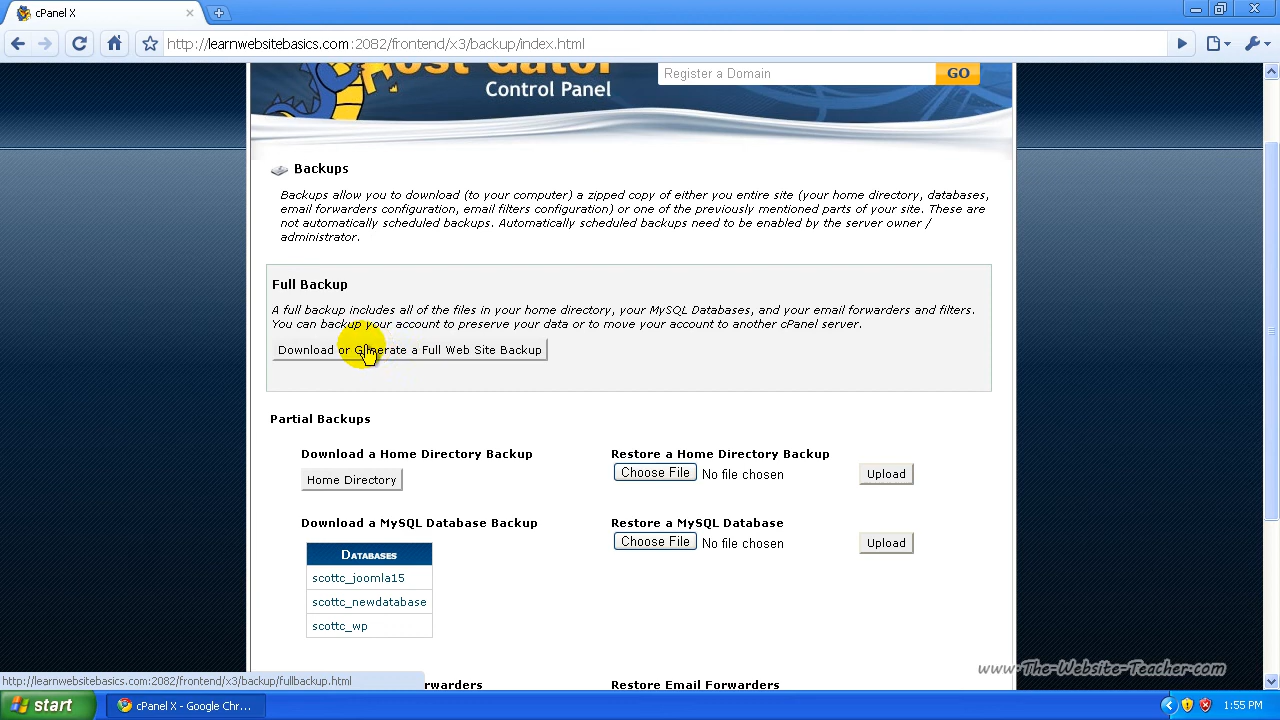 cPanel X
http://learnwebsitebasics.com:2082/frontend/x3/backup/index.html
Host Gator
Control Panel
Register a Domain
GO
Backups
Backups allow you to download (to your computer) a zipped copy of either you entire site (your home directory, databases,
email forwarders configuration, email filters configuration) or one of the previously mentioned parts of your site. These are
not automatically scheduled backups. Automatically scheduled backups need to be enabled by the server owner /
administrator.
Full Backup
A full backup includes all of the files in your home directory, your MySQL Databases, and your email forwarders and filters.
You can backup your account to preserve your data or to move your account to another cPanel server.
Download or Generate a Full Web Site Backup
Partial Backups
Download a Home Directory Backup
Restore a Home Directory Backup
Home Directory
Choose File No file chosen
Upload
Download a MySQL Database Backup
Restore a MySQL Database
Choose File No file chosen
Upload
Databases
scottc_joomla15
scottc_newdatabase
scottc_wp
www.The-Website-Teacher.com
http://learnwebsitebasics.com:2082/frontend/x3/backup/fullbackup.html
rwarders
Restore Email Forwarders
start
cPanel X - Google Chr...
1:55 PM